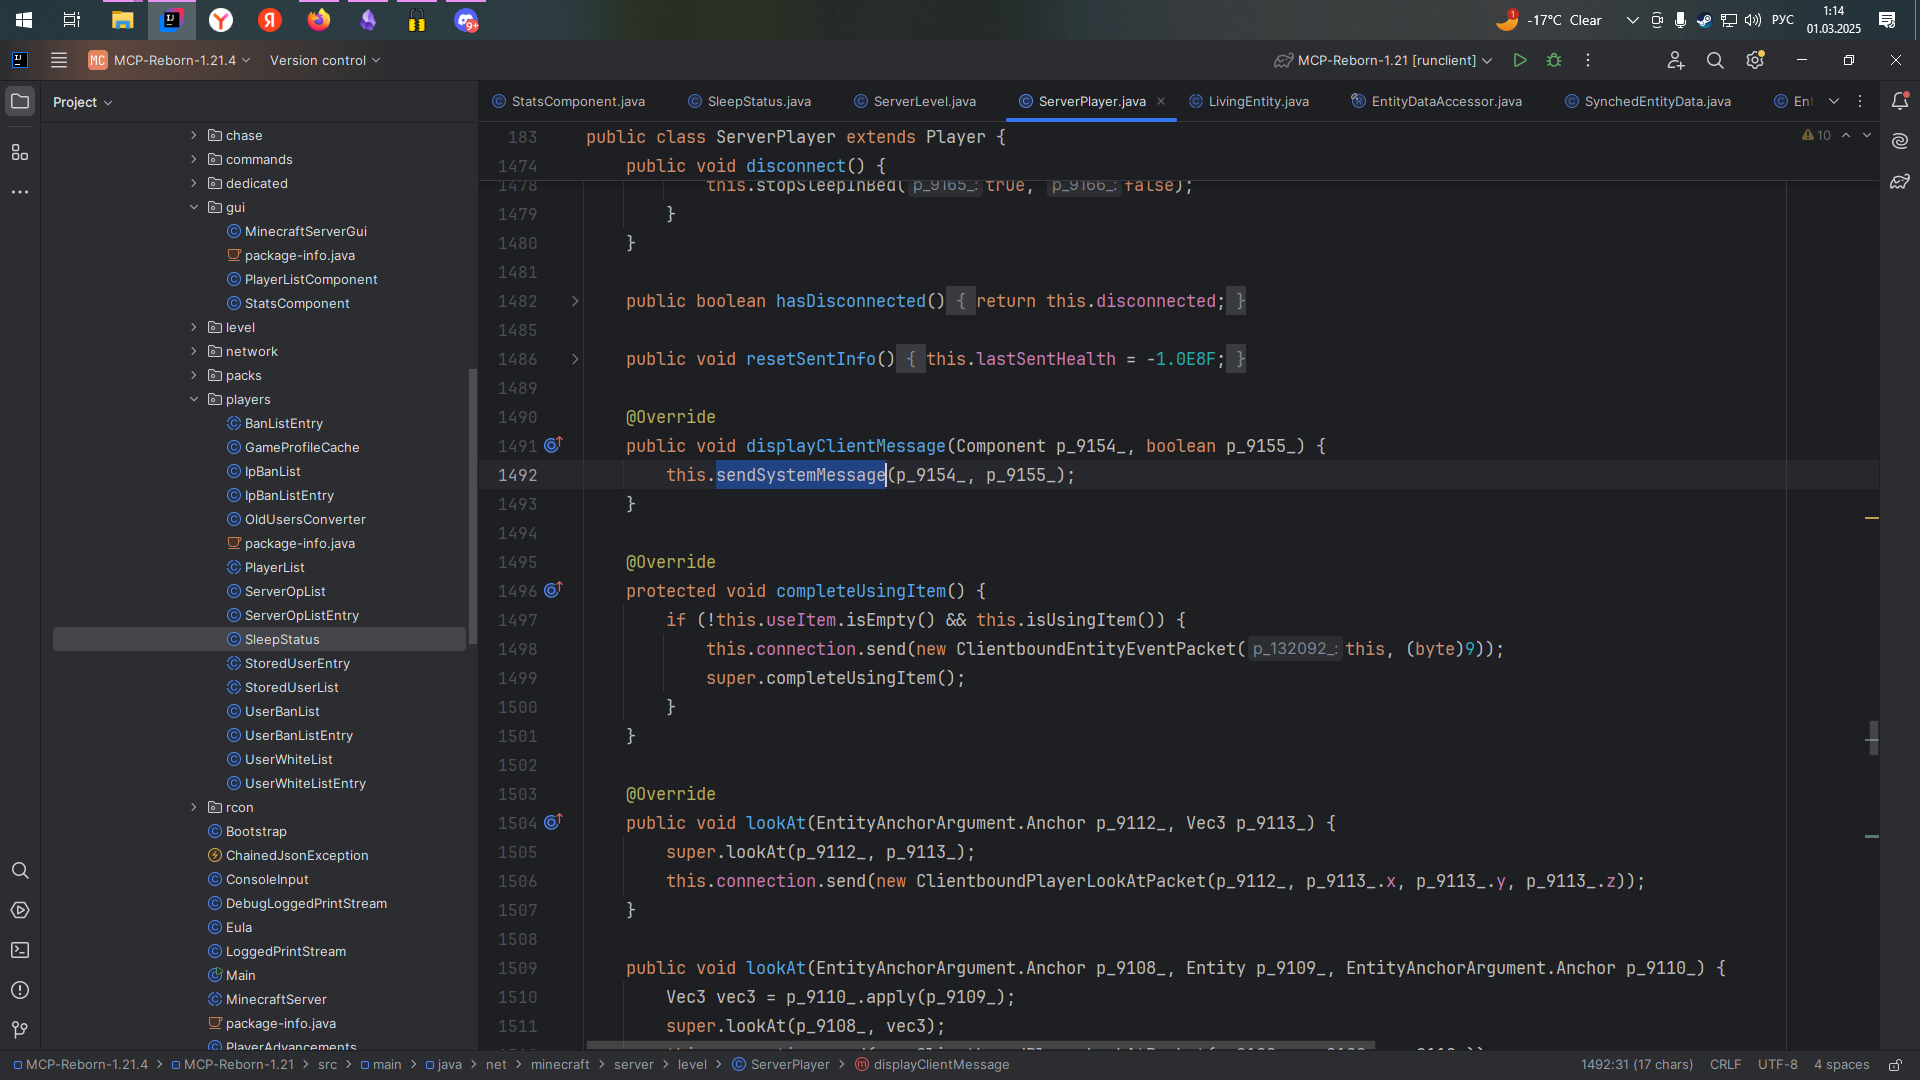 -17°C Clear
РУС
1:14
01.03.2025
MC MCP-Reborn-1.21.4
Version control
MCP-Reborn-1.21 [runclient]
Project
chase
commands
dedicated
gui
MinecraftServerGui
package-info.java
PlayerListComponent
StatsComponent
level
network
packs
players
BanListEntry
GameProfileCache
IpBanList
IpBanListEntry
OldUsersConverter
package-info.java
PlayerList
ServerOpList
ServerOpListEntry
SleepStatus
StoredUserEntry
StoredUserList
UserBanList
UserBanListEntry
UserWhiteList
UserWhiteListEntry
rcon
Bootstrap
ChainedJsonException
ConsoleInput
DebugLoggedPrintStream
Eula
LoggedPrintStream
Main
MinecraftServer
package-info.java
PlayerAdvancements
StatsComponent.java SleepStatus.java ServerLevel.java ServerPlayer.java LivingEntity.java EntityDataAccessor.java SynchedEntityData.java Ent
10
183 public class ServerPlayer extends Player {
1474 public void disconnect() {
1478 this.stopSleepInBed( p_9165_: true, p_9166_: false);
1479 }
1480 }
1481
1482 public boolean hasDisconnected() { return this.disconnected; }
1485
1486 public void resetSentInfo() { this.lastSentHealth = -1.0E8F; }
1489
1490 @Override
1491 public void displayClientMessage(Component p_9154_, boolean p_9155_) {
1492 this.sendSystemMessage(p_9154_, p_9155_);
1493 }
1494
1495 @Override
1496 protected void completeUsingItem() {
1497 if (!this.useItem.isEmpty() && this.isUsingItem()) {
1498 this.connection.send(new ClientboundEntityEventPacket( p_132092_: this, (byte)9));
1499 super.completeUsingItem();
1500 }
1501 }
1502
1503 @Override
1504 public void lookAt(EntityAnchorArgument.Anchor p_9112_, Vec3 p_9113_) {
1505 super.lookAt(p_9112_, p_9113_);
1506 this.connection.send(new ClientboundPlayerLookAtPacket(p_9112_, p_9113_.x, p_9113_.y, p_9113_.z));
1507 }
1508
1509 public void lookAt(EntityAnchorArgument.Anchor p_9108_, Entity p_9109_, EntityAnchorArgument.Anchor p_9110_) {
1510 Vec3 vec3 = p_9110_.apply(p_9109_);
1511 super.lookAt(p_9108_, vec3);
MCP-Reborn-1.21.4 MCP-Reborn-1.21 src main java net minecraft server level ServerPlayer displayClientMessage
1492:31 (17 chars) CRLF UTF-8 4 spaces